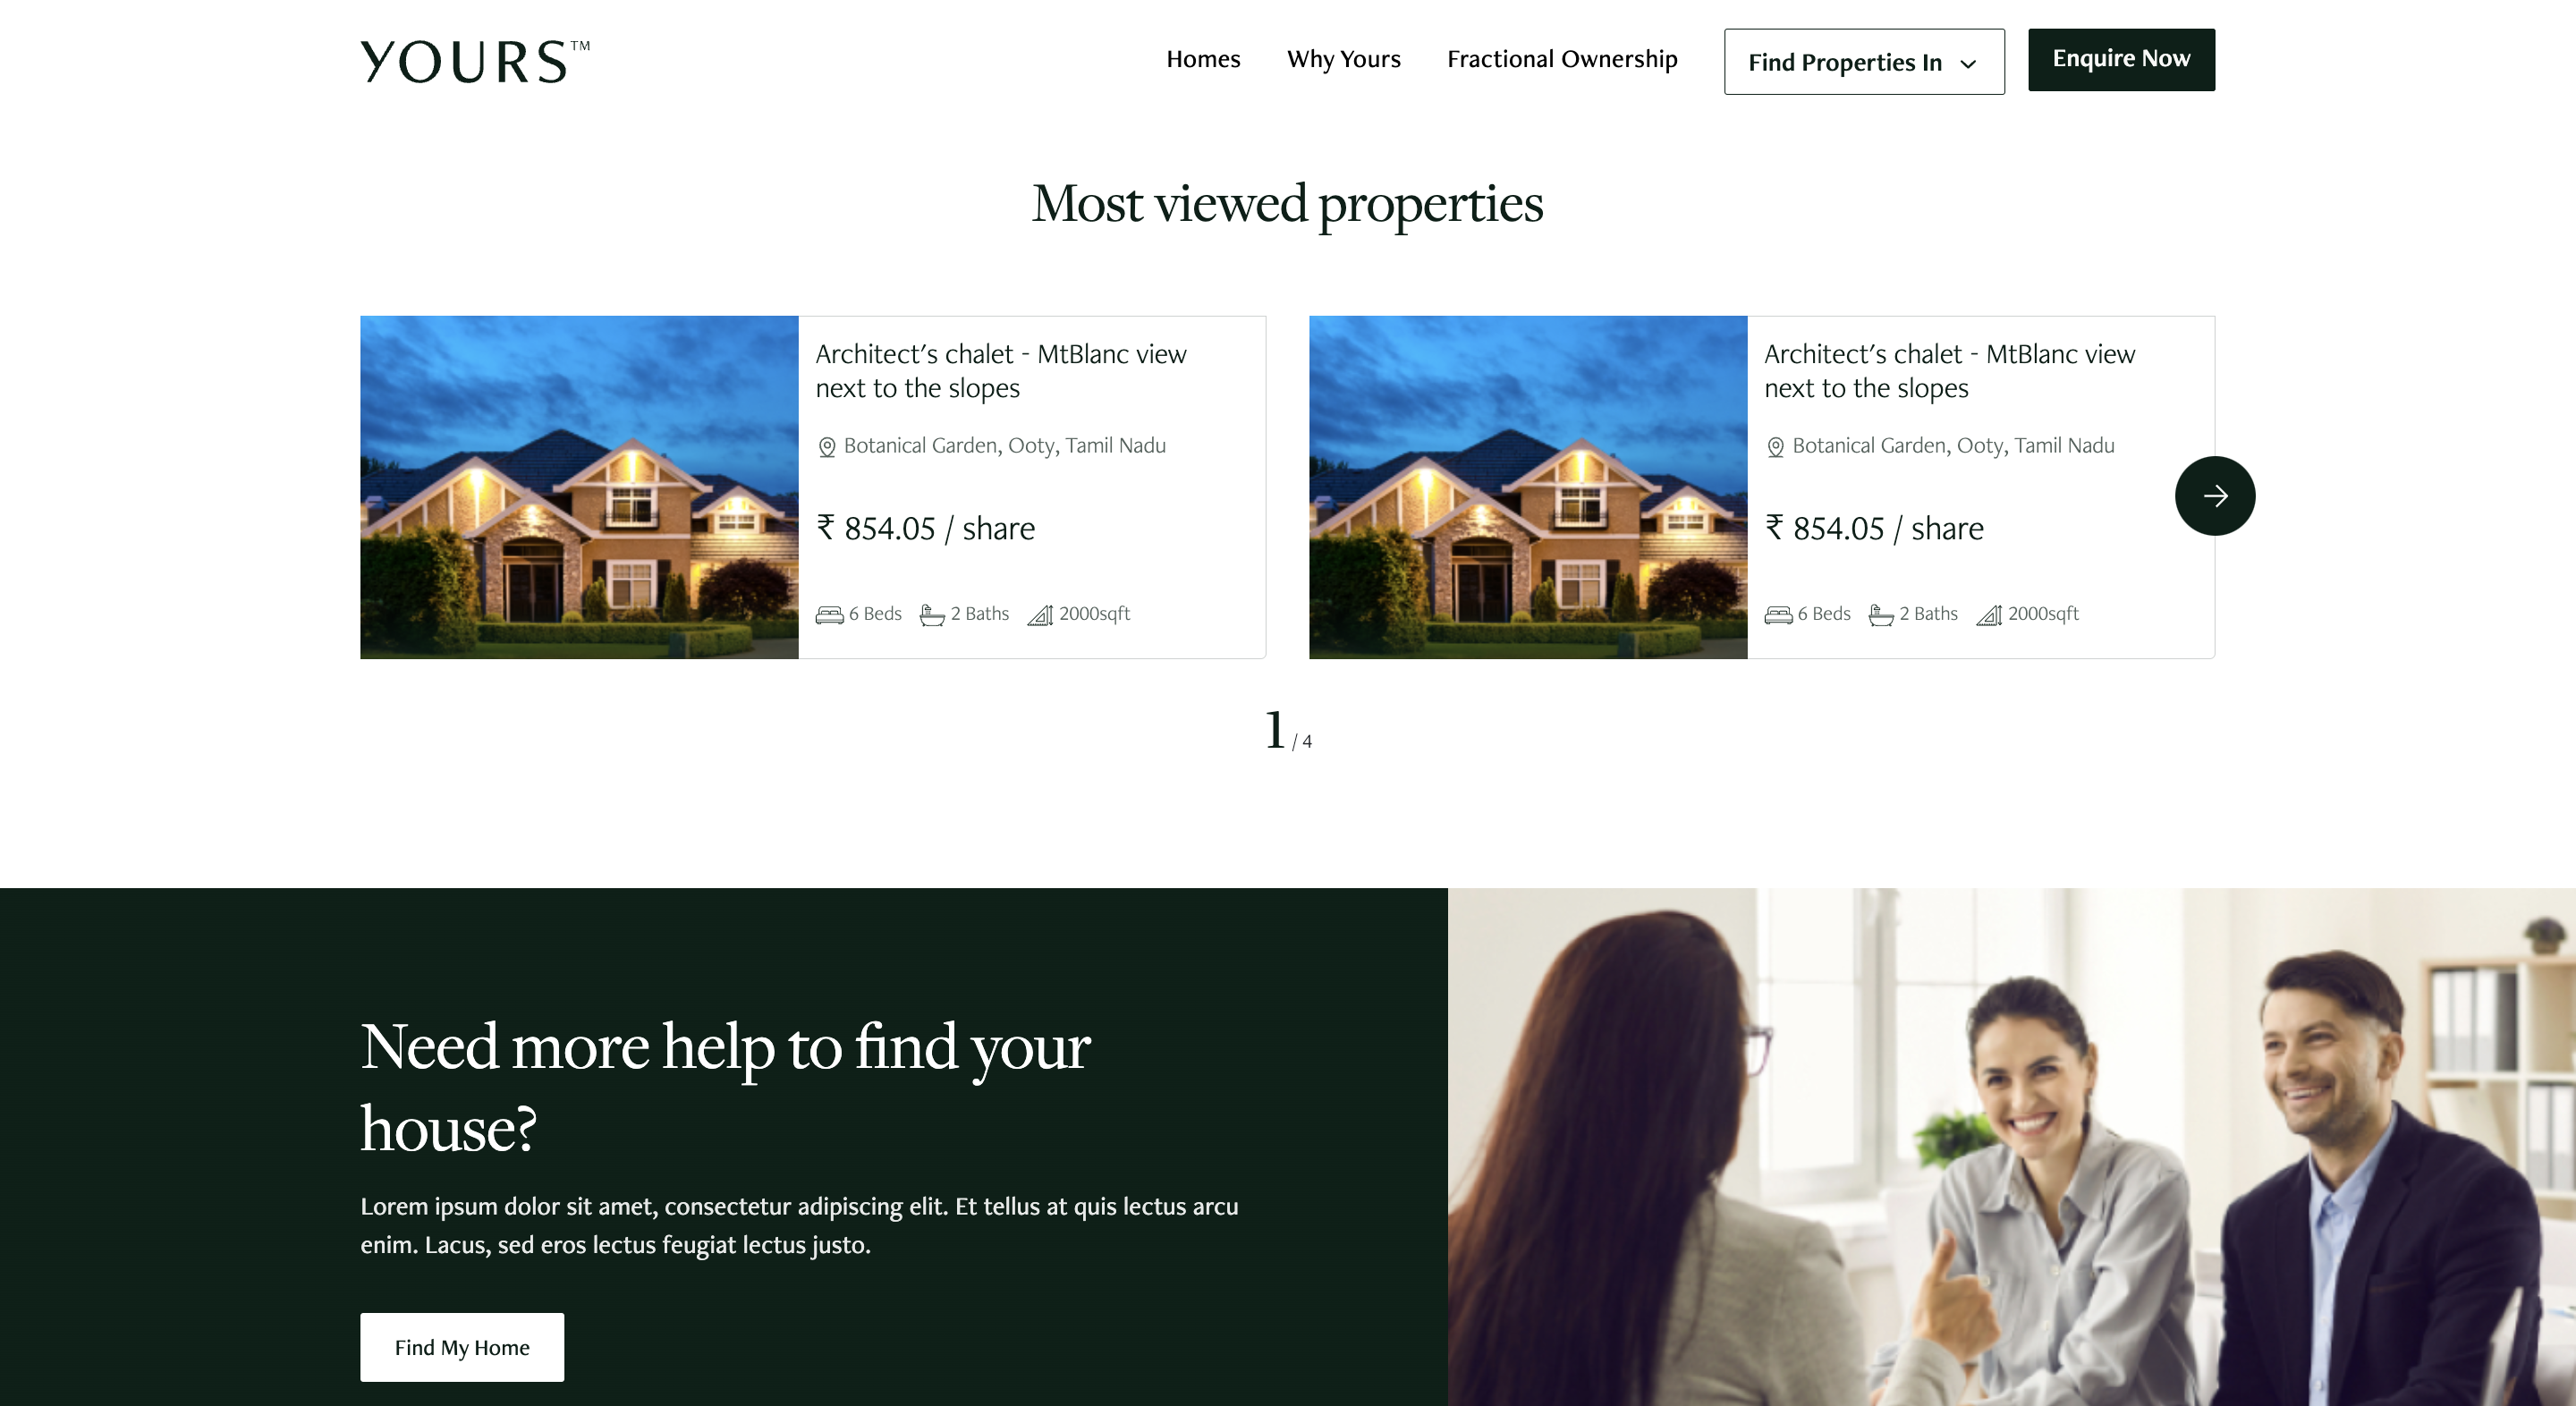 YOURS™
Homes
Why Yours
Fractional Ownership
Find Properties In
Enquire Now
Most viewed properties
Architect's chalet - MtBlanc view
next to the slopes
Botanical Garden, Ooty, Tamil Nadu
₹ 854.05 / share
6 Beds 2 Baths 2000sqft
Architect's chalet - MtBlanc view
next to the slopes
Botanical Garden, Ooty, Tamil Nadu
₹ 854.05 / share
6 Beds 2 Baths 2000sqft
1 / 4
Need more help to find your
house?
Lorem ipsum dolor sit amet, consectetur adipiscing elit. Et tellus at quis lectus arcu
enim. Lacus, sed eros lectus feugiat lectus justo.
Find My Home